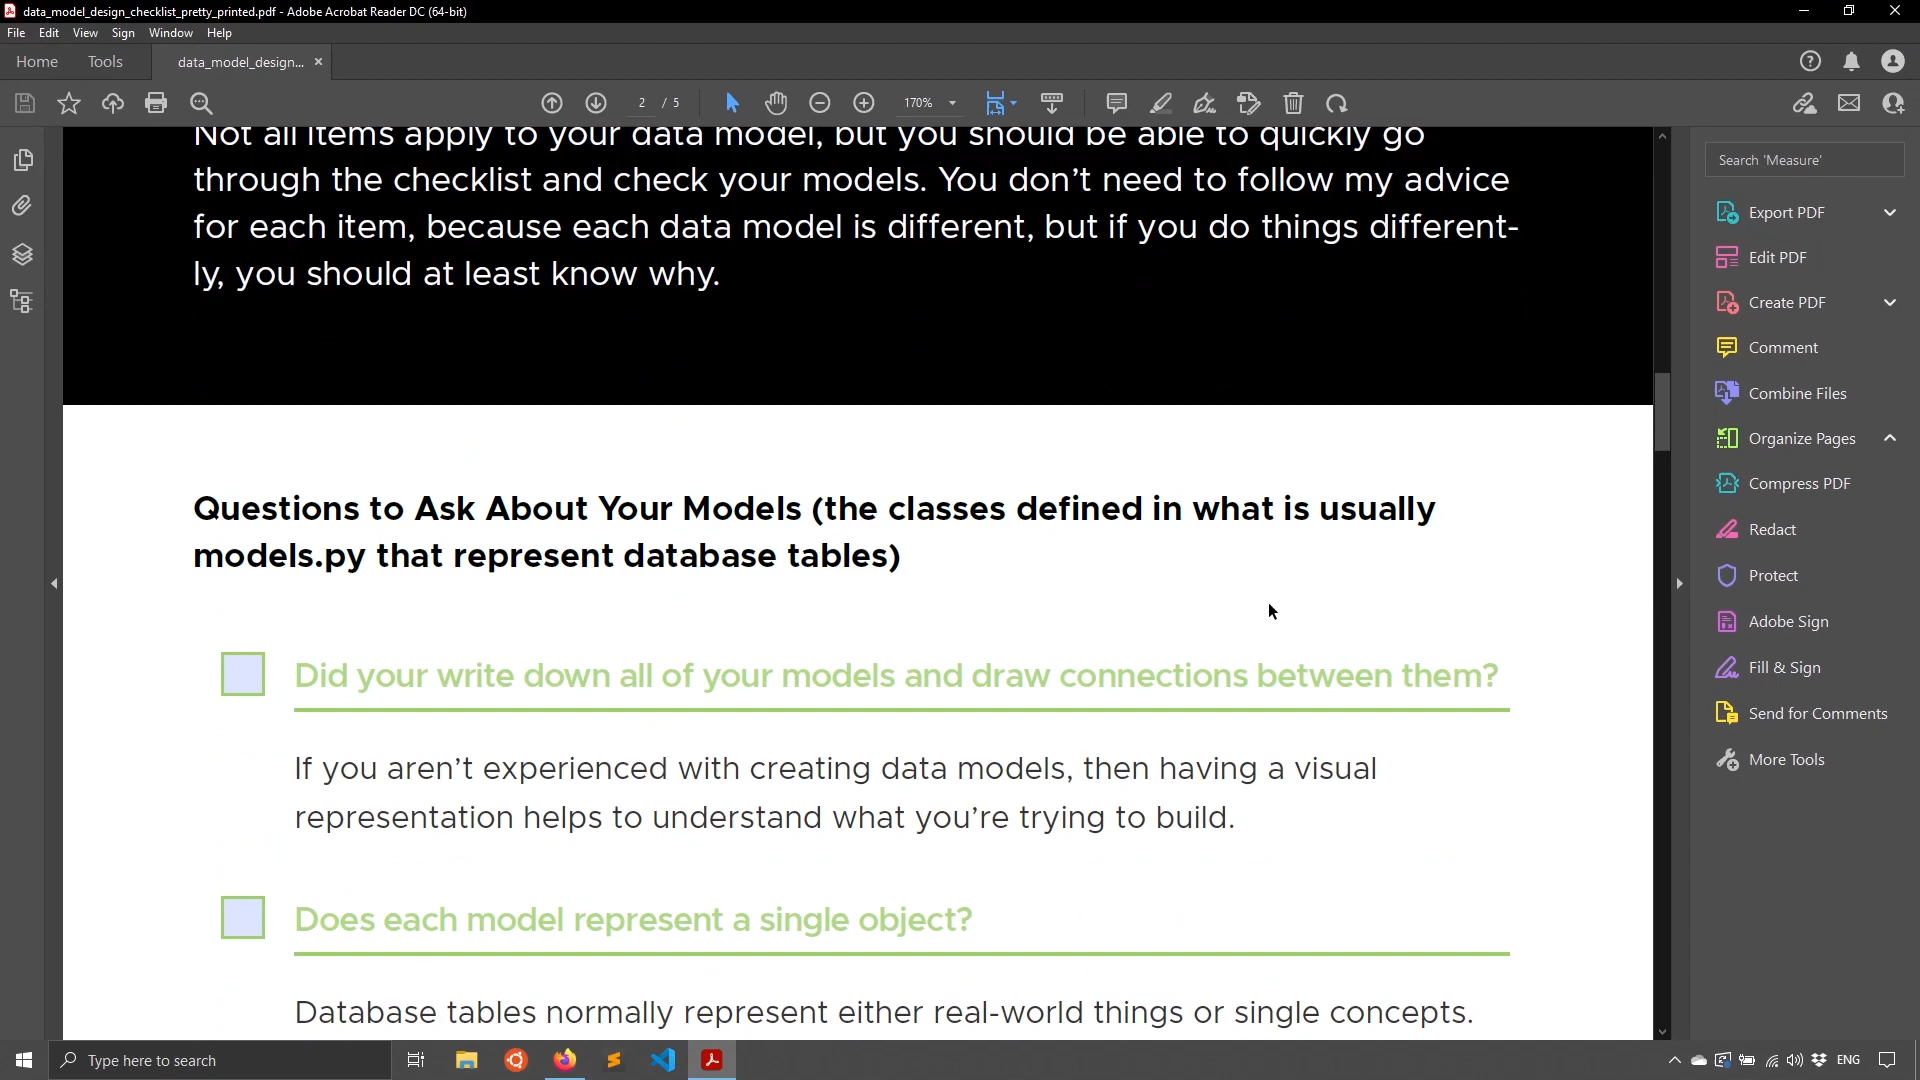 data_model_design_checklist_pretty_printed.pdf - Adobe Acrobat Reader DC (64-bit)
File Edit View Sign Window Help
Home Tools data_model_design... ×
2 / 5 170%
Not all items apply to your data model, but you should be able to quickly go
through the checklist and check your models. You don’t need to follow my advice
for each item, because each data model is different, but if you do things different-
ly, you should at least know why.
Questions to Ask About Your Models (the classes defined in what is usually
models.py that represent database tables)
Did your write down all of your models and draw connections between them?
If you aren’t experienced with creating data models, then having a visual
representation helps to understand what you’re trying to build.
Does each model represent a single object?
Database tables normally represent either real-world things or single concepts.
Search 'Measure'
Export PDF
Edit PDF
Create PDF
Comment
Combine Files
Organize Pages
Compress PDF
Redact
Protect
Adobe Sign
Fill & Sign
Send for Comments
More Tools
Type here to search
ENG